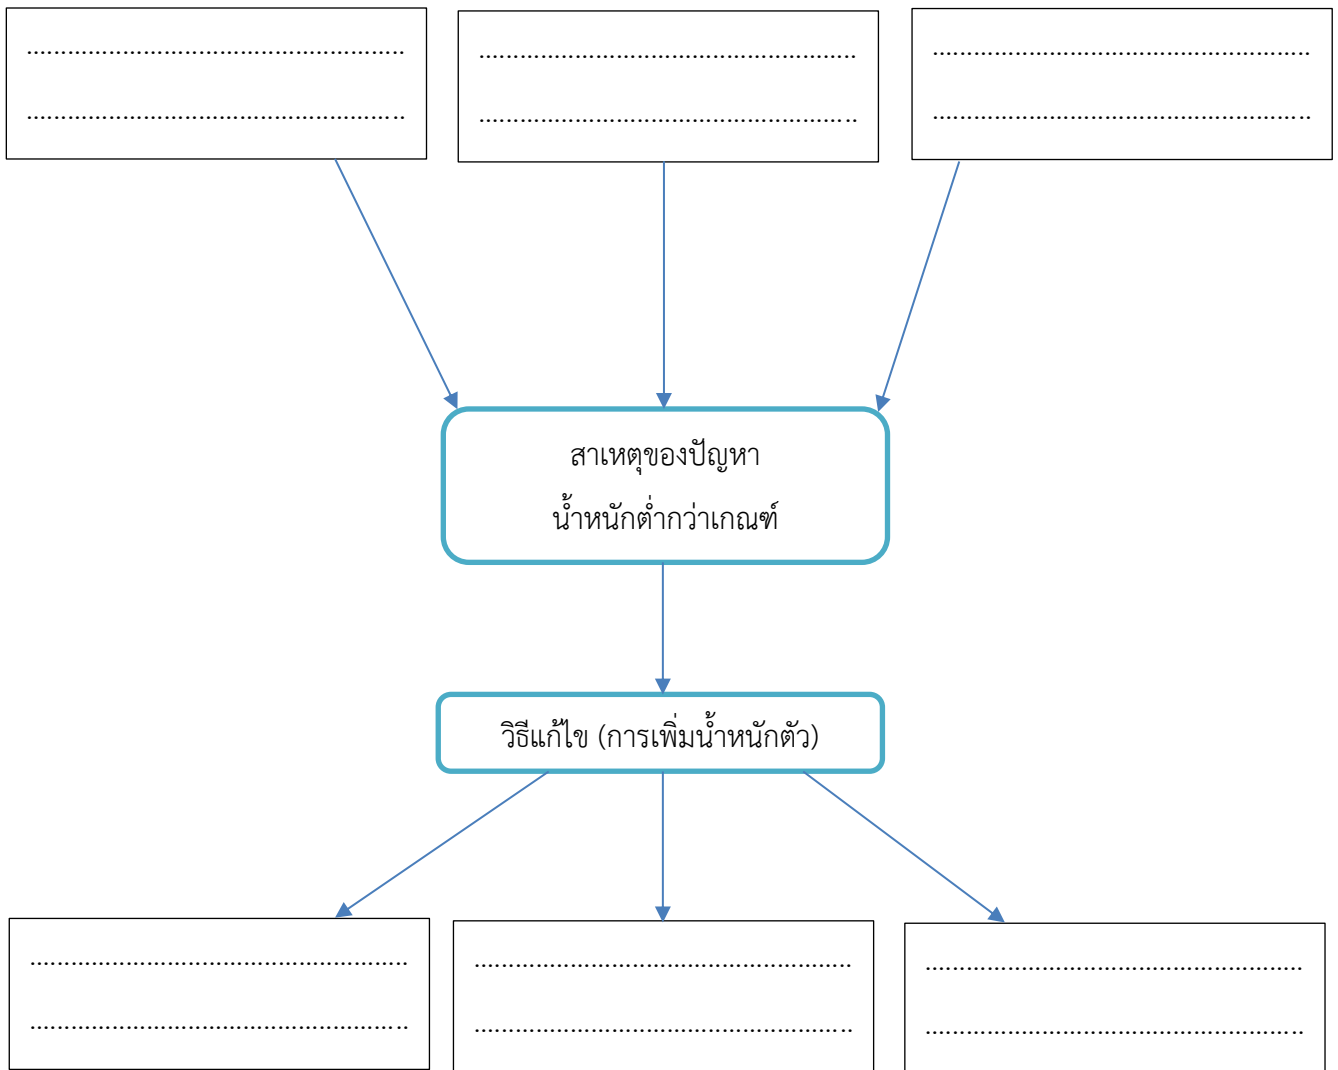 สาเหตุของปัญหา
น้ำหนักต่ำกว่าเกณฑ์
วิธีแก้ไข (การเพิ่มน้ำหนักตัว)